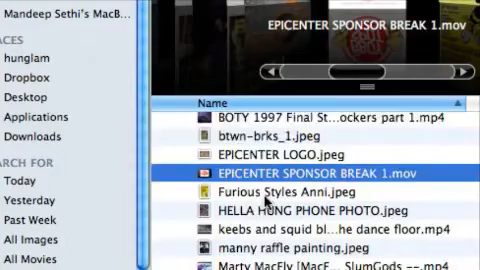 Mandeep Sethi's MacB...
EPICENTER SPONSOR BREAK 1.mov
ACES
hunglam
Dropbox
Desktop
Applications
Downloads
ARCH FOR
Today
Yesterday
Past Week
All Images
All Movies
Name
BOTY 1997 Final St...ockers part 1.mp4
btwn-brks_1.jpeg
EPICENTER LOGO.jpeg
EPICENTER SPONSOR BREAK 1.mov
Furious Styles Anni.jpeg
HELLA HUNG PHONE PHOTO.jpeg
keebs and squid bl...he dance floor.mp4
manny raffle painting.jpeg
Marty MacFly [MacF... SlumGods --.mp4